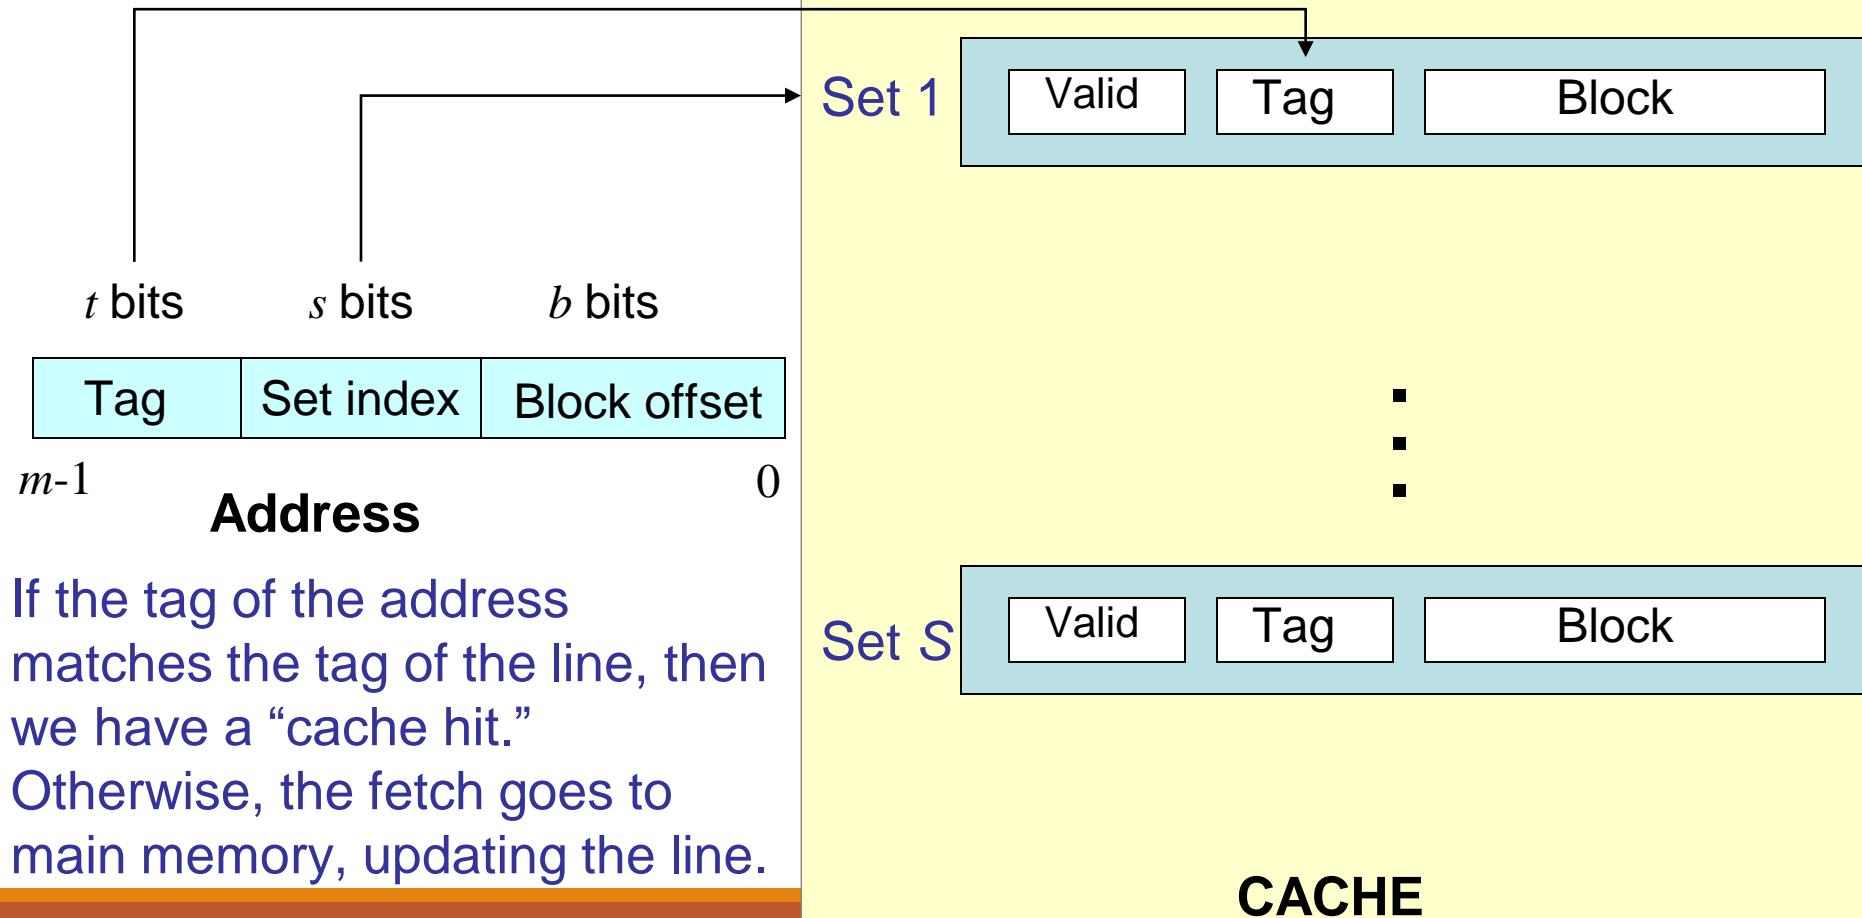 t bits s bits b bits
Tag Set index Block offset
m-1 0
Address
If the tag of the address
matches the tag of the line, then
we have a “cache hit.”
Otherwise, the fetch goes to
main memory, updating the line.
Set 1 Valid Tag Block
Set S Valid Tag Block
CACHE